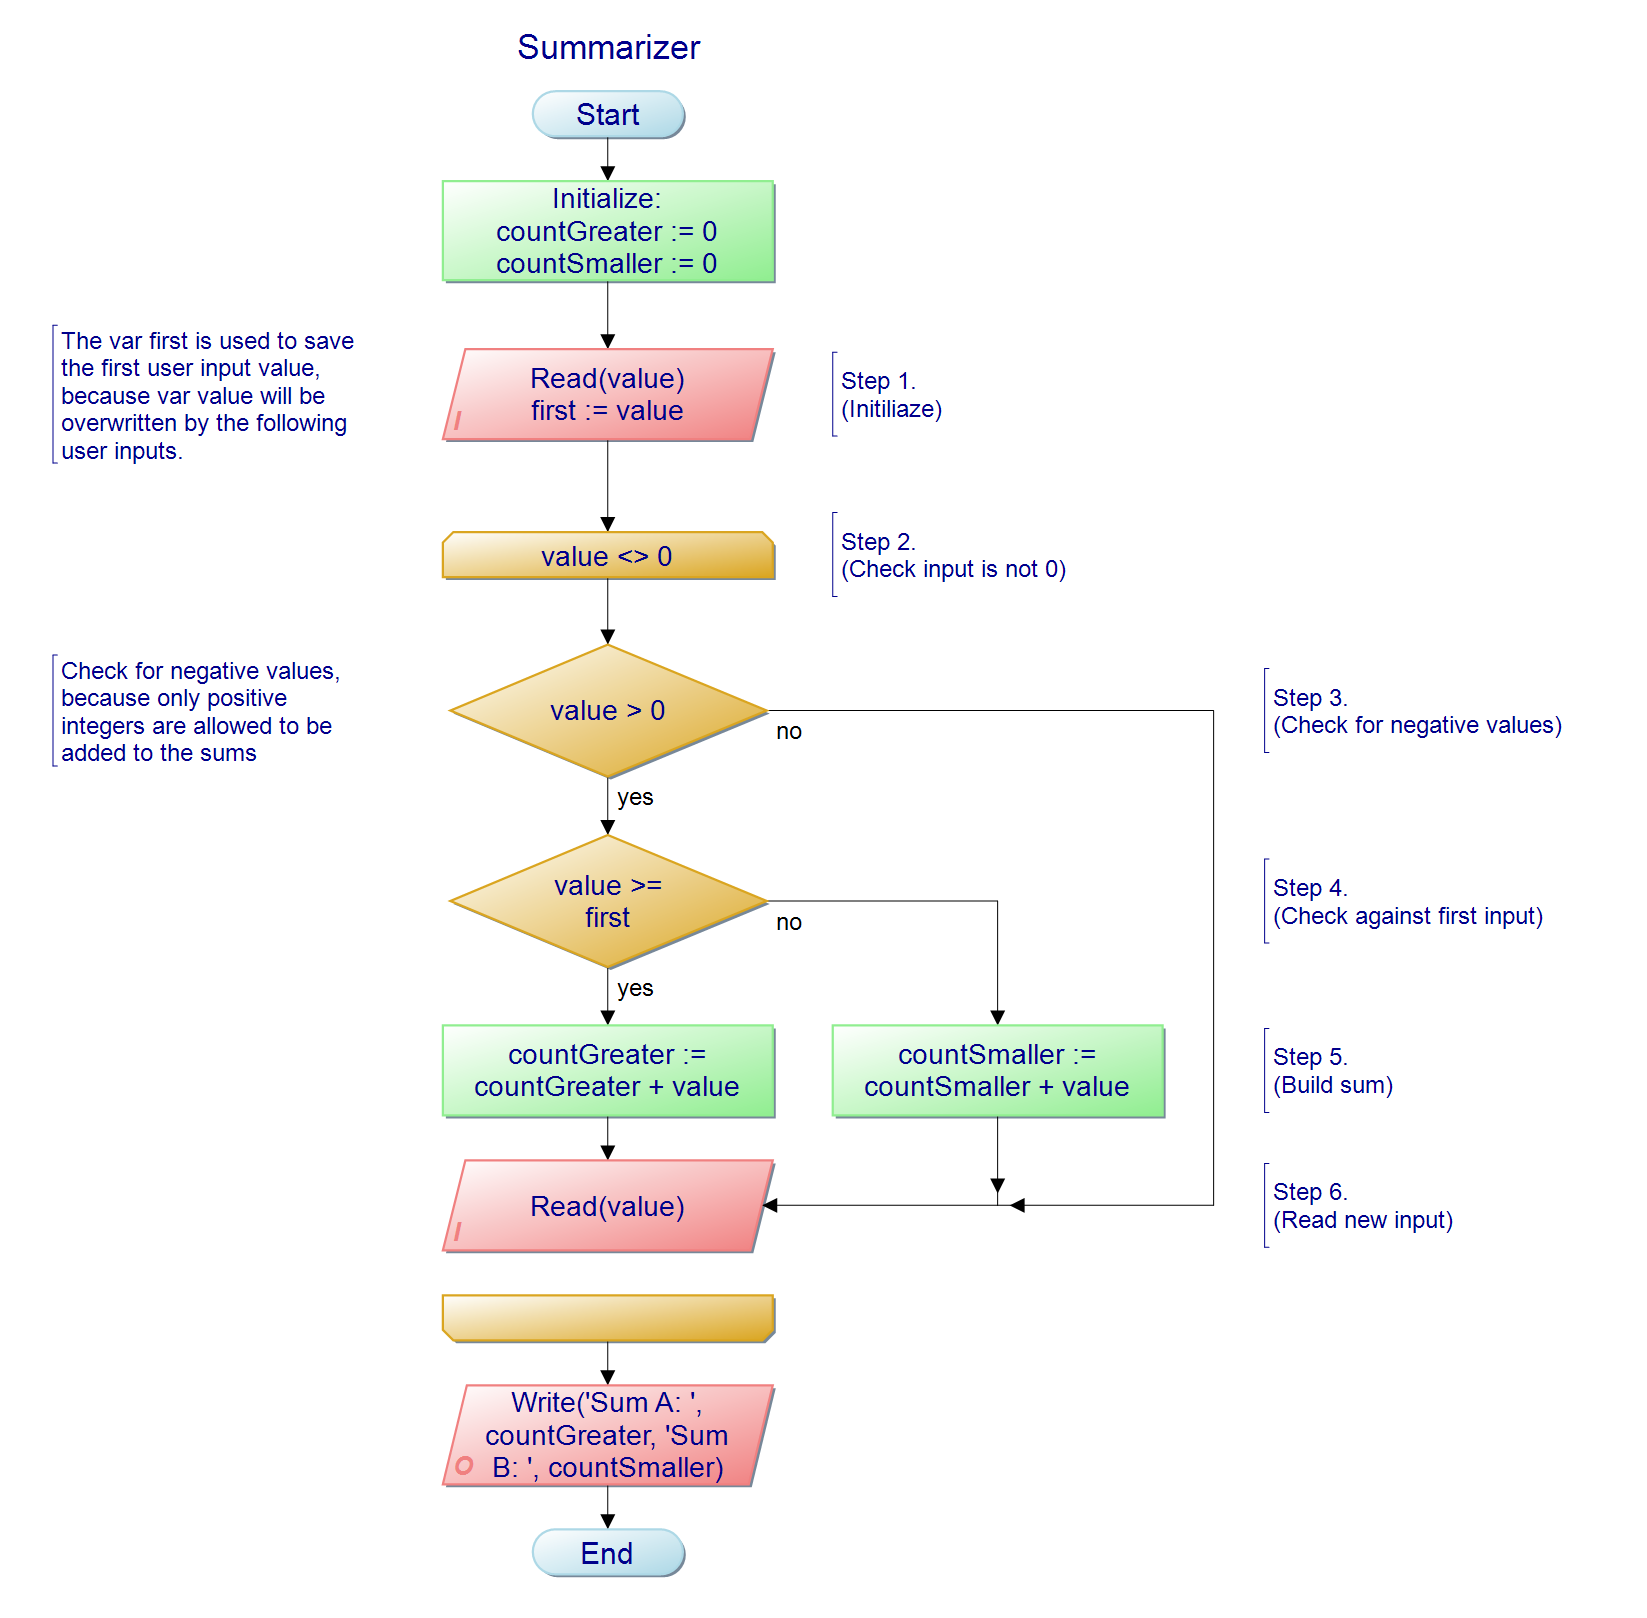 Summarizer
Start
Initialize:
countGreater := 0
countSmaller := 0
The var first is used to save
the first user input value,
because var value will be
overwritten by the following
user inputs.
Read(value)
first := value
I
Step 1.
(Initiliaze)
value <> 0
Step 2.
(Check input is not 0)
Check for negative values,
because only positive
integers are allowed to be
added to the sums
value > 0
no
yes
Step 3.
(Check for negative values)
value >=
first
no
yes
Step 4.
(Check against first input)
countGreater :=
countGreater + value
countSmaller :=
countSmaller + value
Step 5.
(Build sum)
Read(value)
I
Step 6.
(Read new input)
Write('Sum A: ',
countGreater, 'Sum
B: ', countSmaller)
O
End